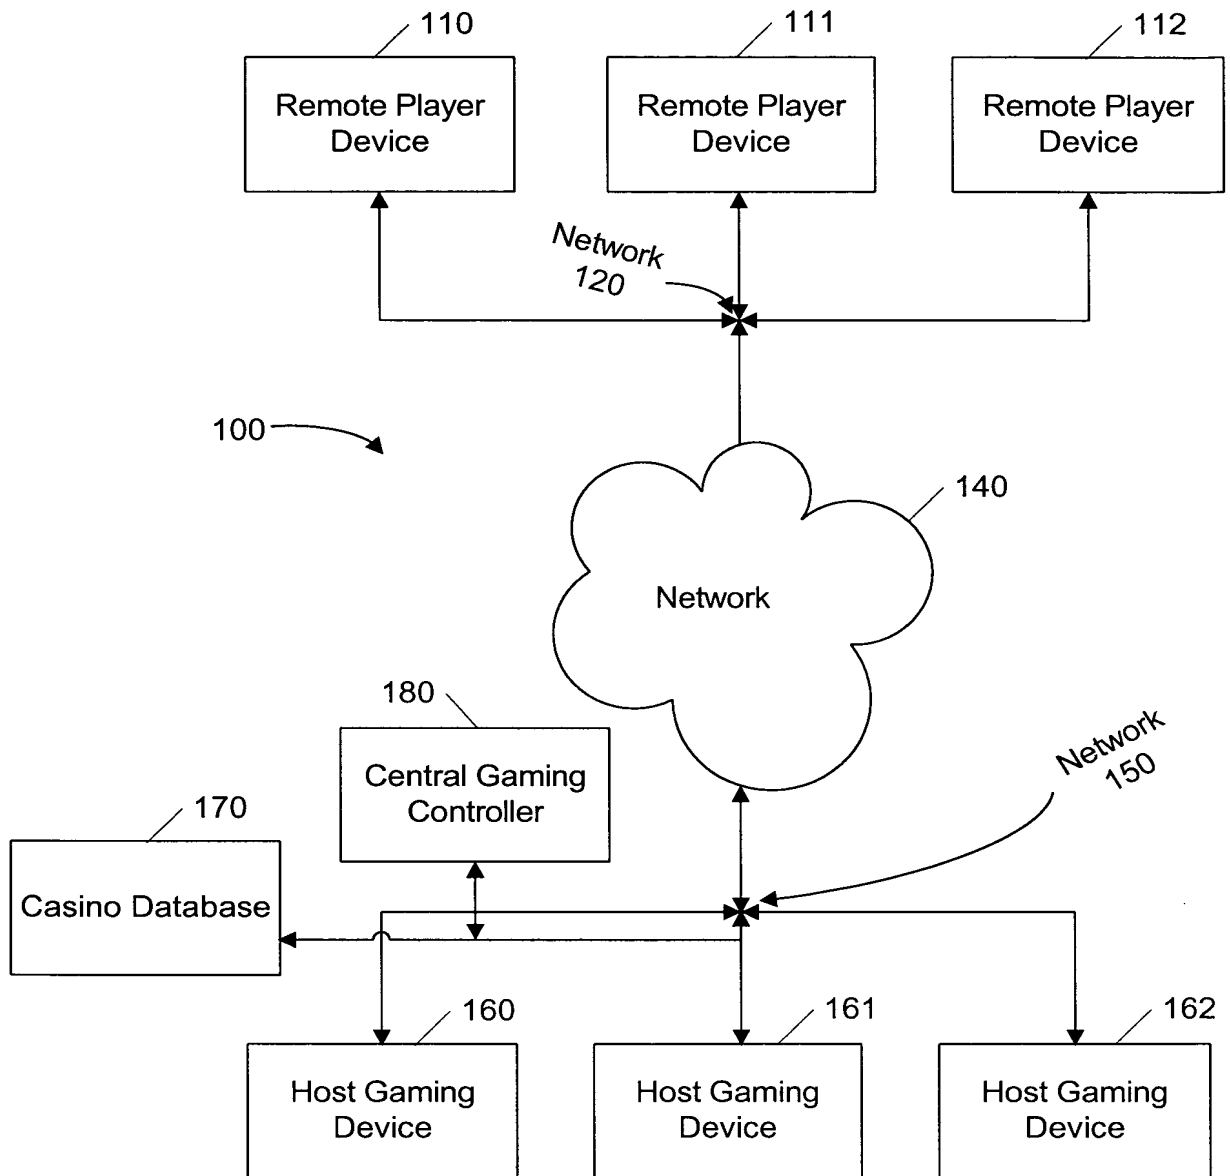 110
111
112
Remote Player
Device
Remote Player
Device
Remote Player
Device
Network
120
100
140
Network
180
Central Gaming
Controller
Network
150
170
Casino Database
160
161
162
Host Gaming
Device
Host Gaming
Device
Host Gaming
Device